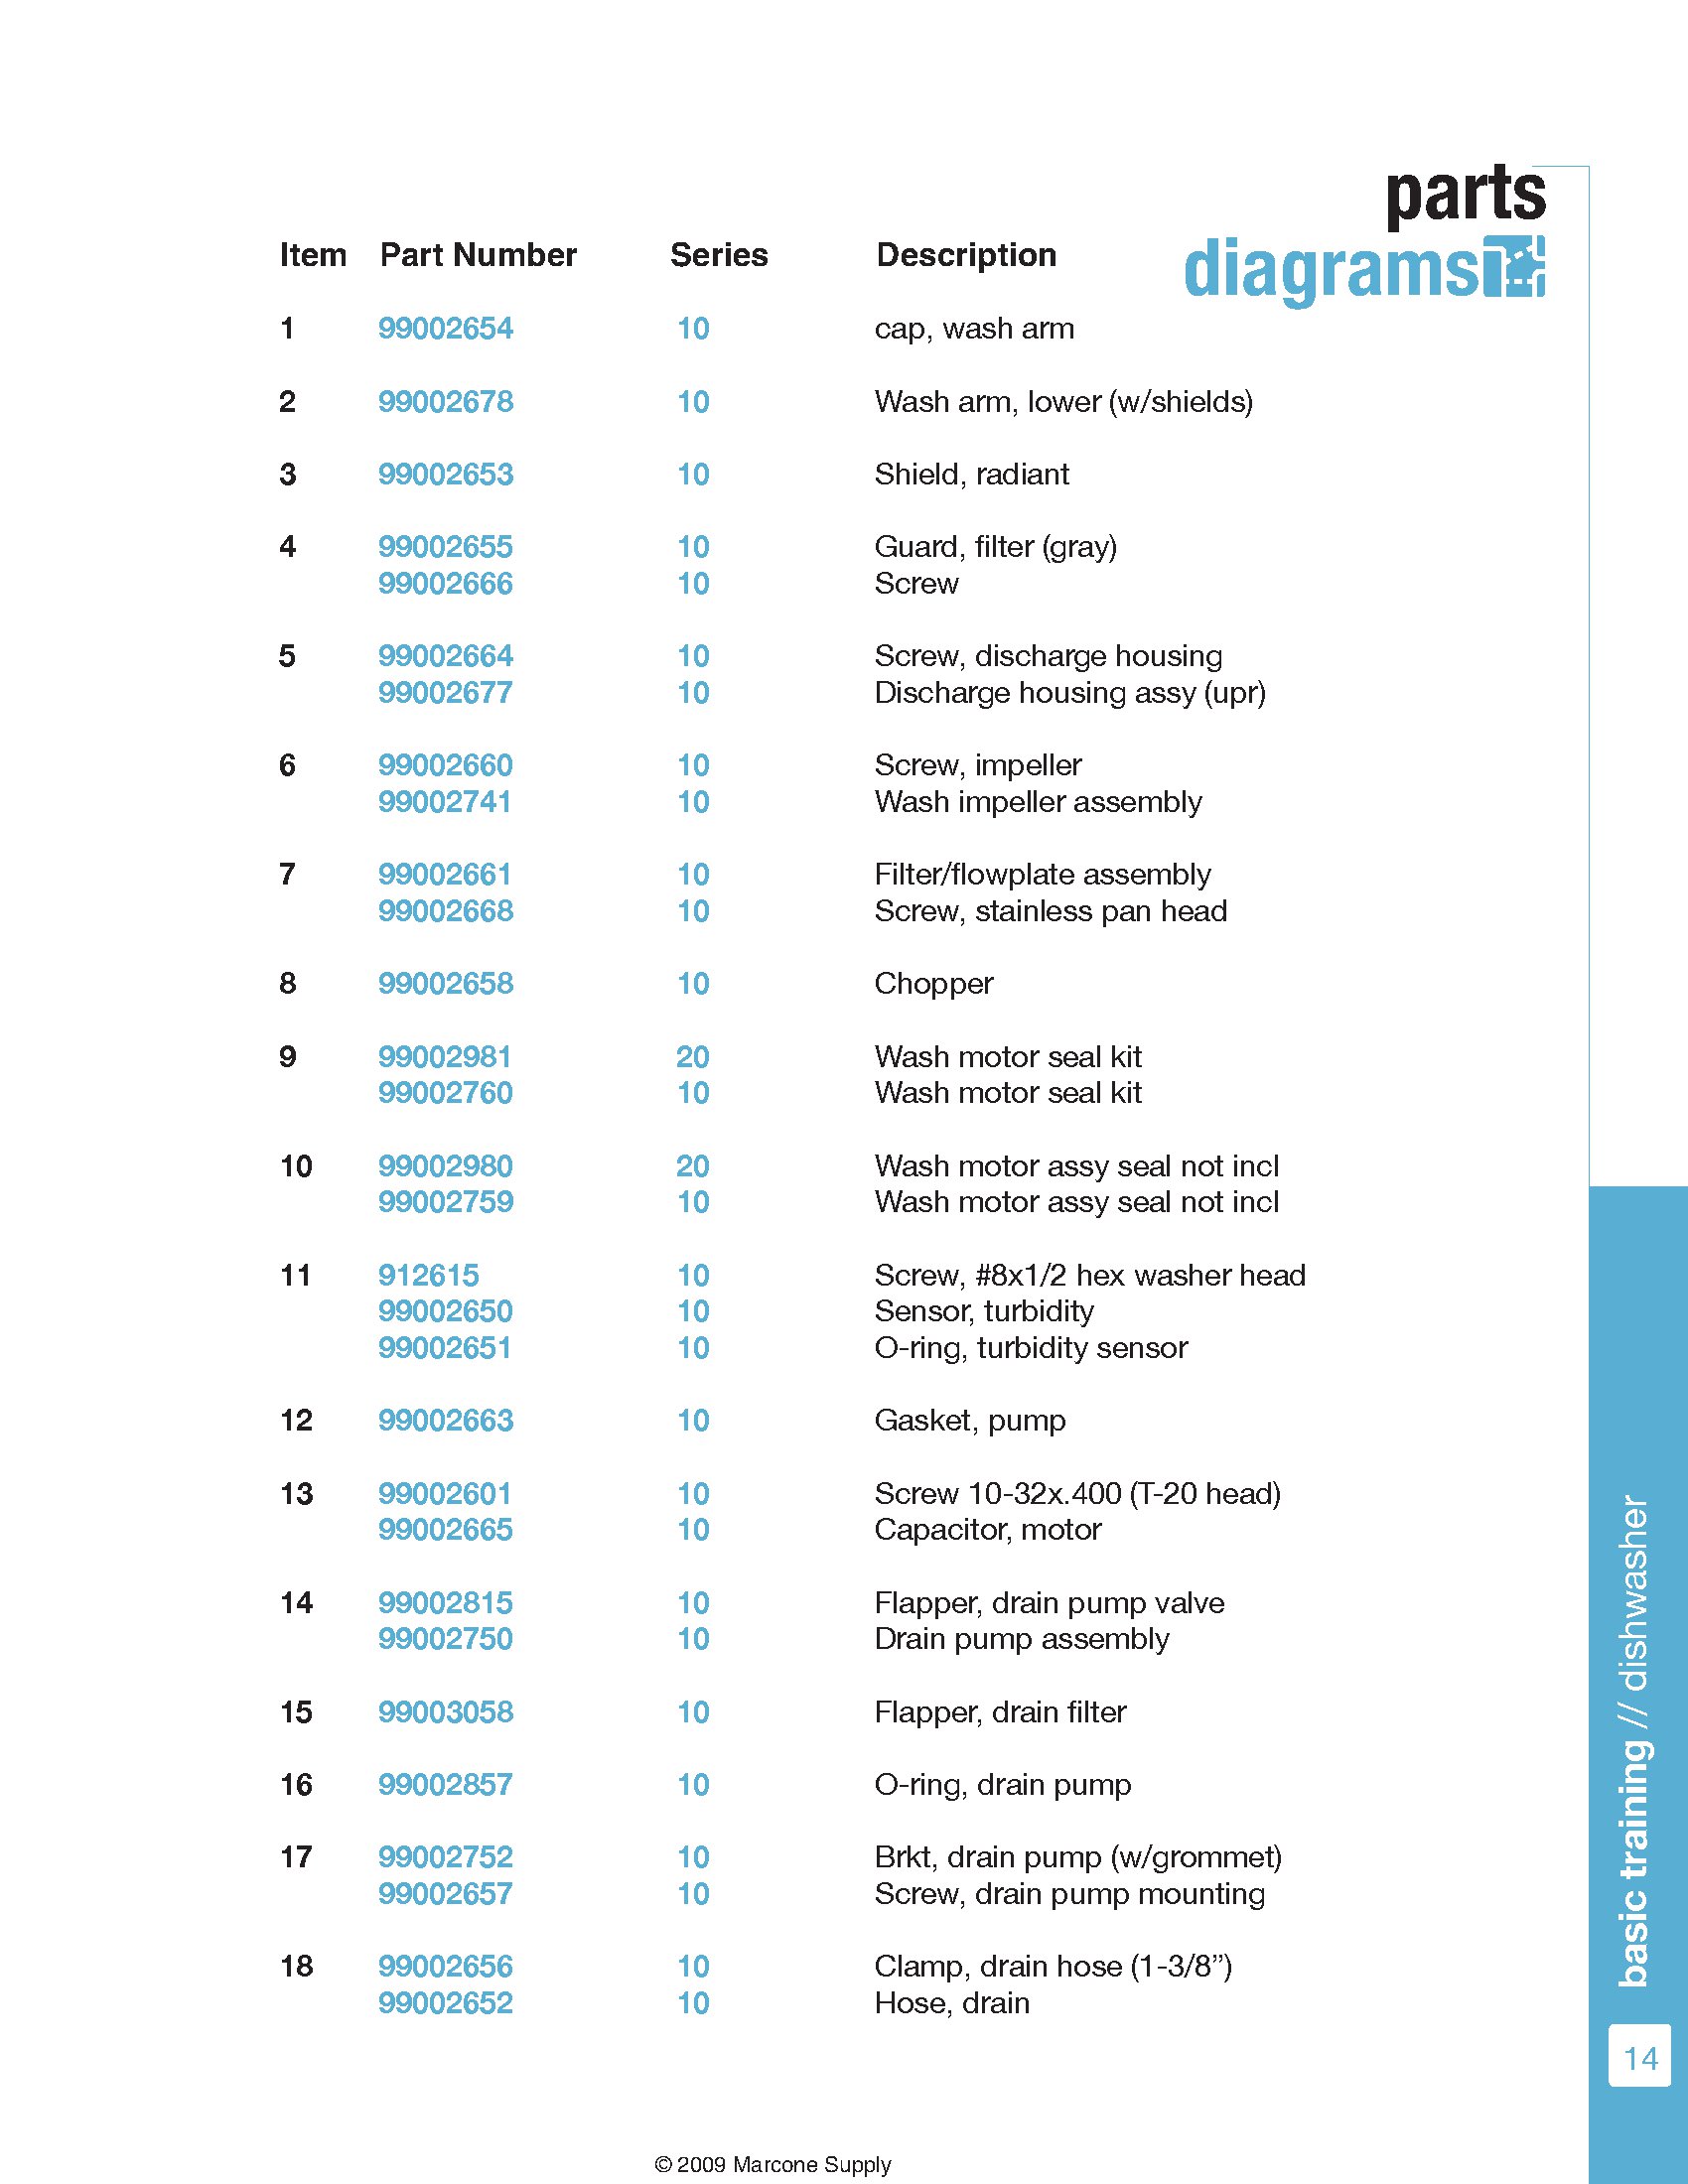 parts
diagrams
Item Part Number Series Description
1 99002654 10 cap, wash arm
2 99002678 10 Wash arm, lower (w/shields)
3 99002653 10 Shield, radiant
4 99002655 10 Guard, filter (gray)
99002666 10 Screw
5 99002664 10 Screw, discharge housing
99002677 10 Discharge housing assy (upr)
6 99002660 10 Screw, impeller
99002741 10 Wash impeller assembly
7 99002661 10 Filter/flowplate assembly
99002668 10 Screw, stainless pan head
8 99002658 10 Chopper
9 99002981 20 Wash motor seal kit
99002760 10 Wash motor seal kit
10 99002980 20 Wash motor assy seal not incl
99002759 10 Wash motor assy seal not incl
11 912615 10 Screw, #8x1/2 hex washer head
99002650 10 Sensor, turbidity
99002651 10 O-ring, turbidity sensor
12 99002663 10 Gasket, pump
13 99002601 10 Screw 10-32x.400 (T-20 head)
99002665 10 Capacitor, motor
14 99002815 10 Flapper, drain pump valve
99002750 10 Drain pump assembly
15 99003058 10 Flapper, drain filter
16 99002857 10 O-ring, drain pump
17 99002752 10 Brkt, drain pump (w/grommet)
99002657 10 Screw, drain pump mounting
18 99002656 10 Clamp, drain hose (1-3/8”)
99002652 10 Hose, drain
basic training // dishwasher
14
© 2009 Marcone Supply